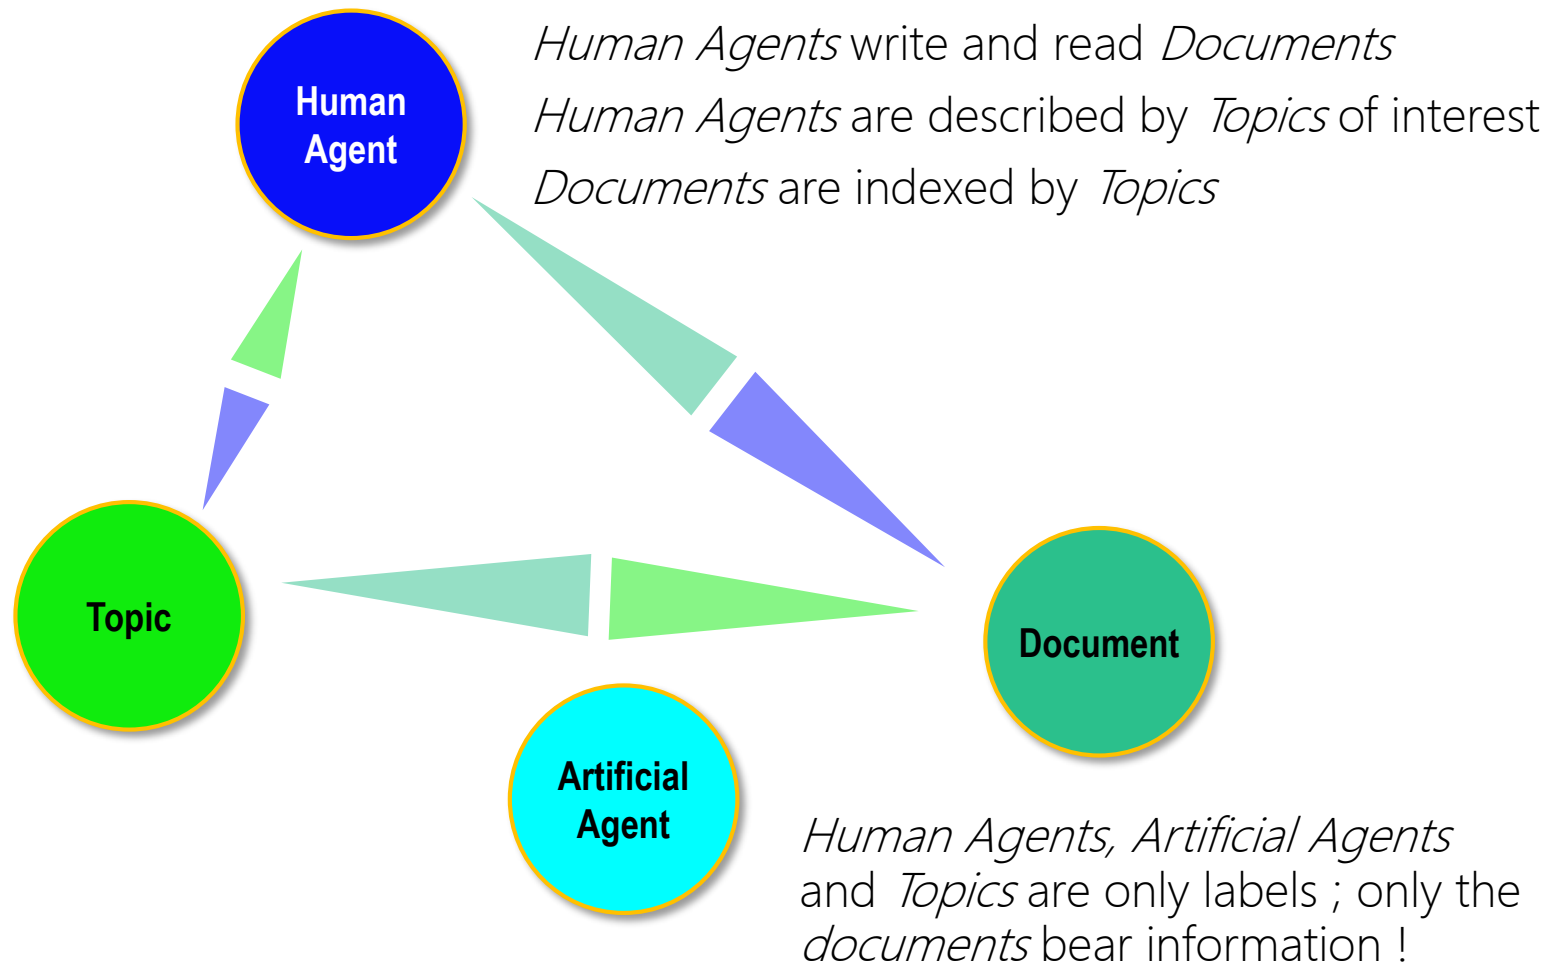 Human Agents write and read Documents
Human Agents are described by Topics of interest
Documents are indexed by Topics
Human
Agent
Topic
Document
Artificial
Agent
Human Agents, Artificial Agents
and Topics are only labels ; only the
documents bear information !